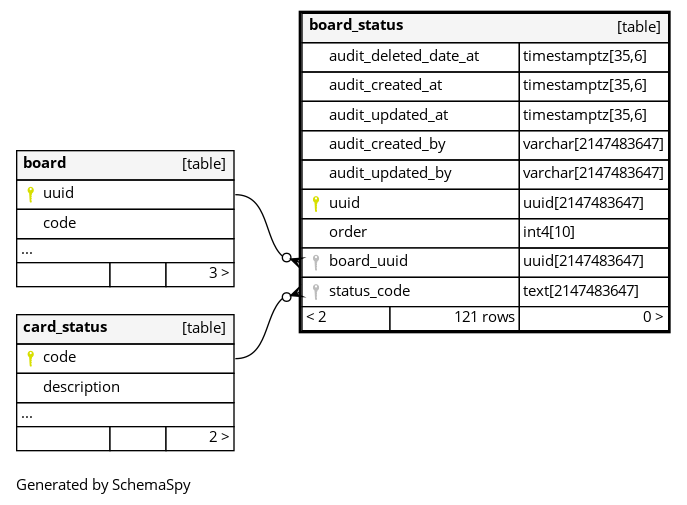 board_status [table]
audit_deleted_date_at timestamptz[35,6]
audit_created_at timestamptz[35,6]
audit_updated_at timestamptz[35,6]
audit_created_by varchar[2147483647]
audit_updated_by varchar[2147483647]
uuid uuid[2147483647]
order int4[10]
board_uuid uuid[2147483647]
status_code text[2147483647]
< 2 121 rows 0 >
board [table]
uuid
code
...
3 >
card_status [table]
code
description
...
2 >
Generated by SchemaSpy